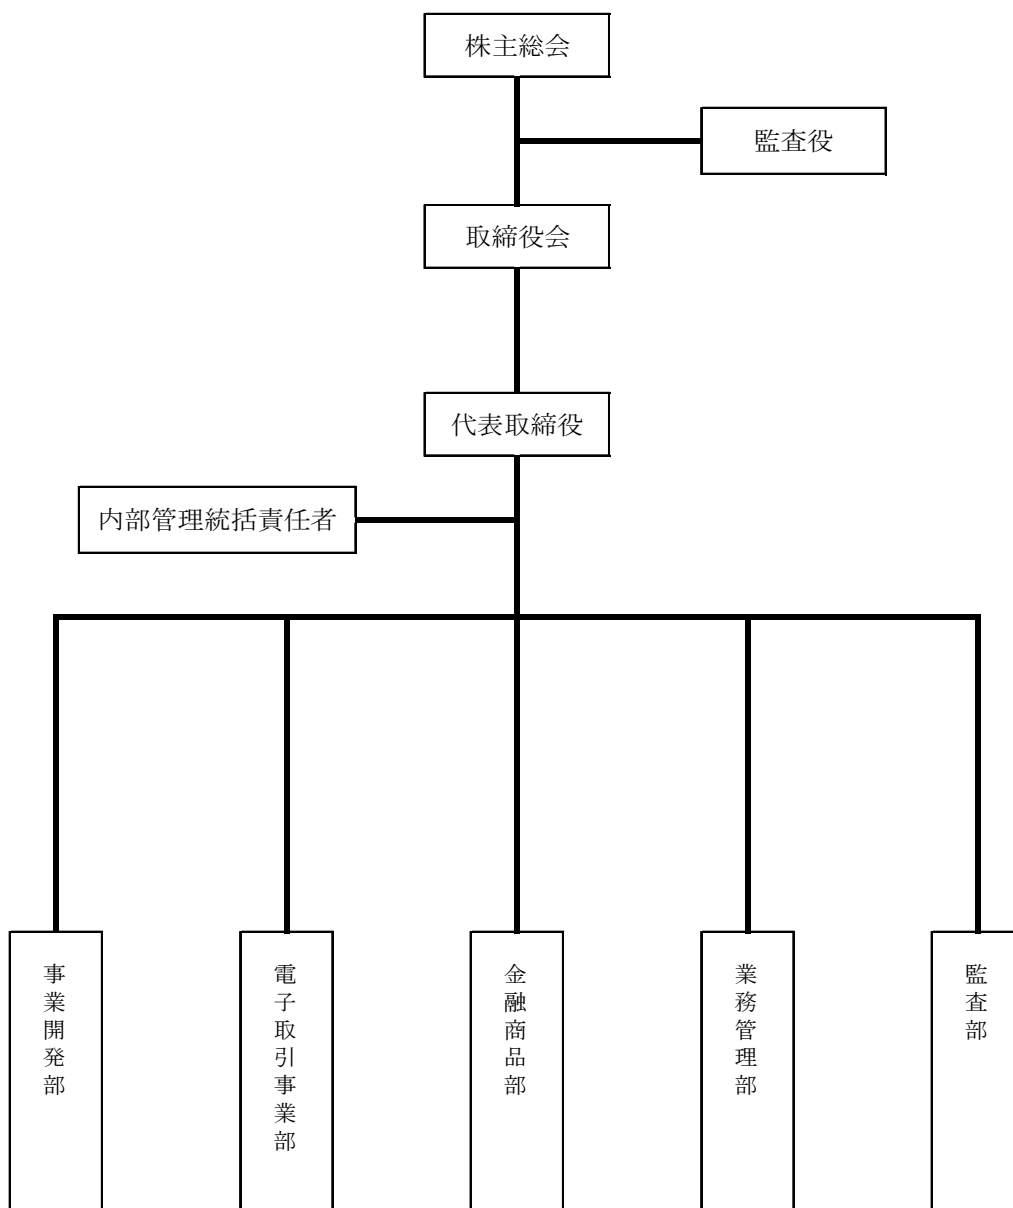 株主総会
監査役
取締役会
代表取締役
内部管理統括責任者
事業開発部
電子取引事業部
金融商品部
業務管理部
監査部